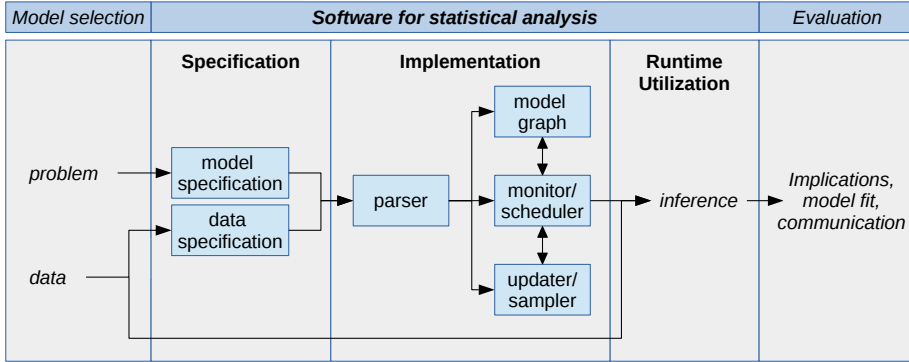 Model selection
Software for statistical analysis
Evaluation
Specification
Implementation
Runtime
Utilization
model
graph
problem
model
specification
parser
monitor/
scheduler
inference
Implications,
model fit,
communication
data
specification
data
updater/
sampler